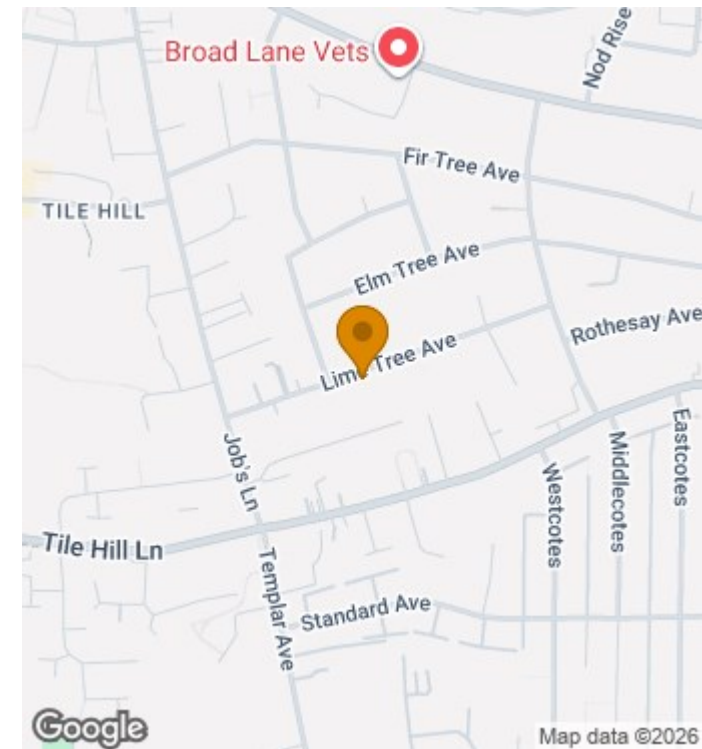 Broad Lane Vets
Nod Rise
Fir Tree Ave
TILE HILL
Elm Tree Ave
Rothesay Ave
Lime Tree Ave
Eastcotes
Job's Ln
Middlecotes
Westcotes
Tile Hill Ln
Templar Ave
Standard Ave
Google
Map data ©2026